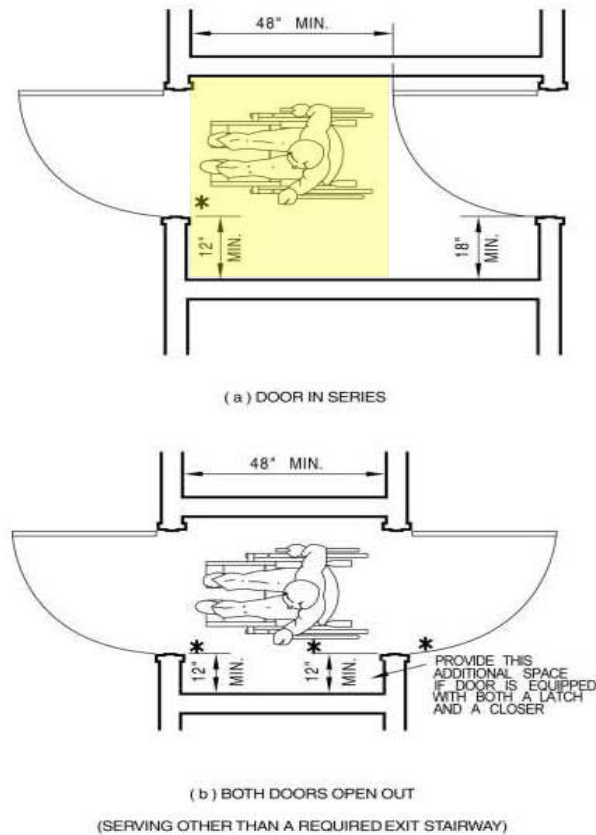 48" MIN.
*
12" MIN.
18" MIN.
( a ) DOOR IN SERIES
48" MIN.
* * *
12" MIN.
12" MIN.
PROVIDE THIS
ADDITIONAL SPACE
IF DOOR IS EQUIPPED
WITH BOTH A LATCH
AND A CLOSER
( b ) BOTH DOORS OPEN OUT
(SERVING OTHER THAN A REQUIRED EXIT STAIRWAY)